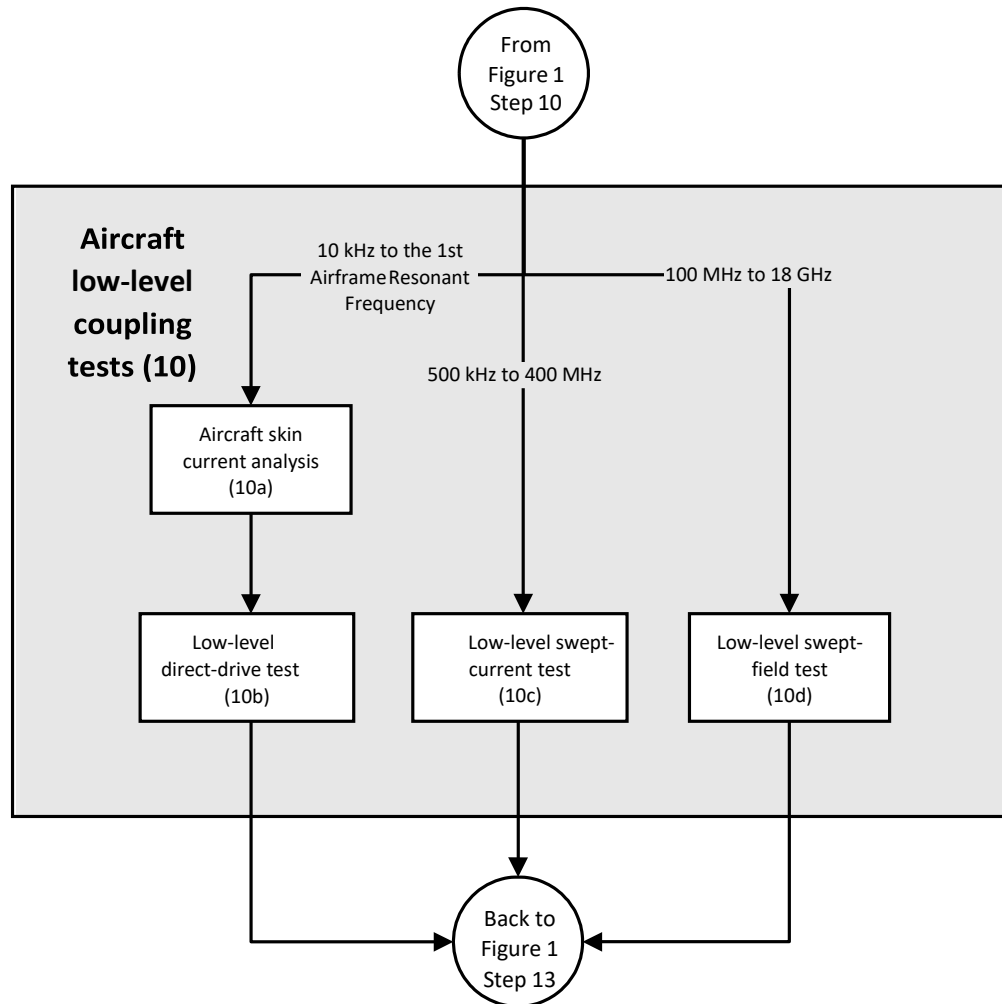 From
Figure 1
Step 10
Aircraft
low-level
coupling
tests (10)
10 kHz to the 1st
Airframe Resonant
Frequency
100 MHz to 18 GHz
500 kHz to 400 MHz
Aircraft skin
current analysis
(10a)
Low-level
direct-drive test
(10b)
Low-level swept-
current test
(10c)
Low-level swept-
field test
(10d)
Back to
Figure 1
Step 13